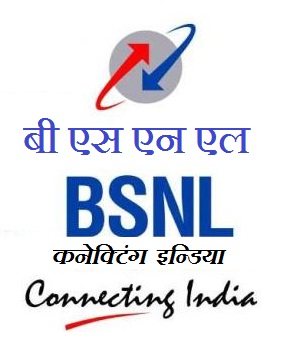 बी एस एन एल
BSNL
कनेक्टिंग इन्डिया
Connecting India